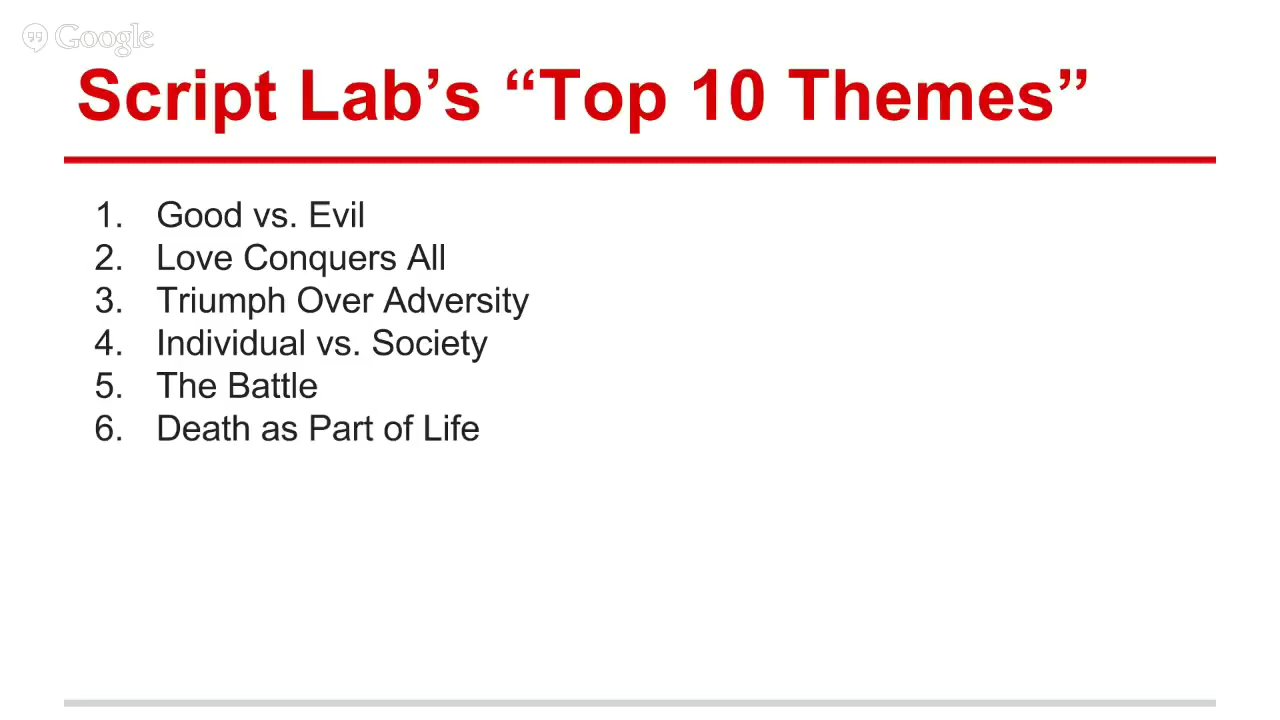 Google
Script Lab’s “Top 10 Themes”
1. Good vs. Evil
2. Love Conquers All
3. Triumph Over Adversity
4. Individual vs. Society
5. The Battle
6. Death as Part of Life